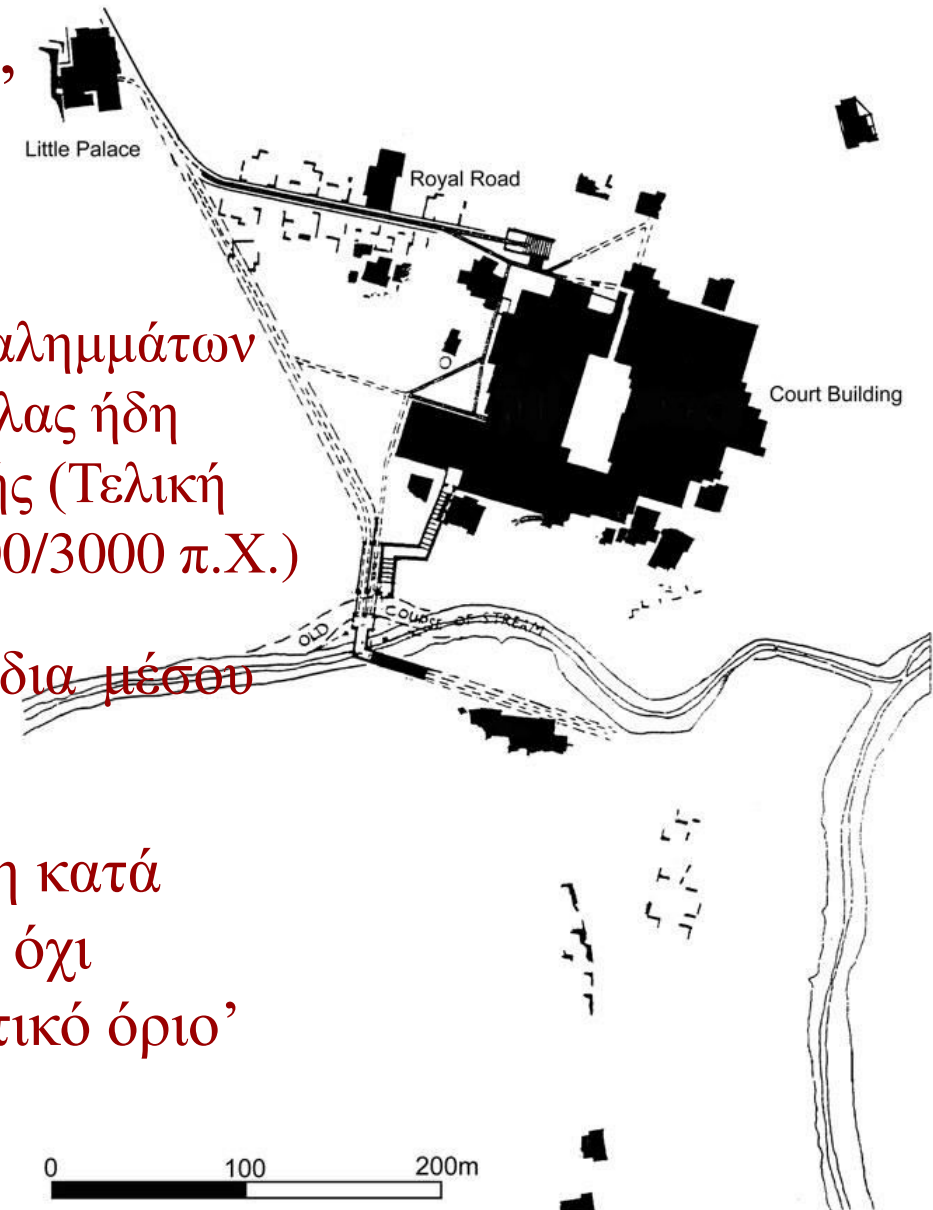 ’
Little Palace
Royal Road
αλημμάτων
λας ήδη
Court Building
ής (Τελική
00/3000 π.Χ.)
OLD COURSE OF STREAM
δια μέσου
η κατά
όχι
τικό όριο’
0 100 200m